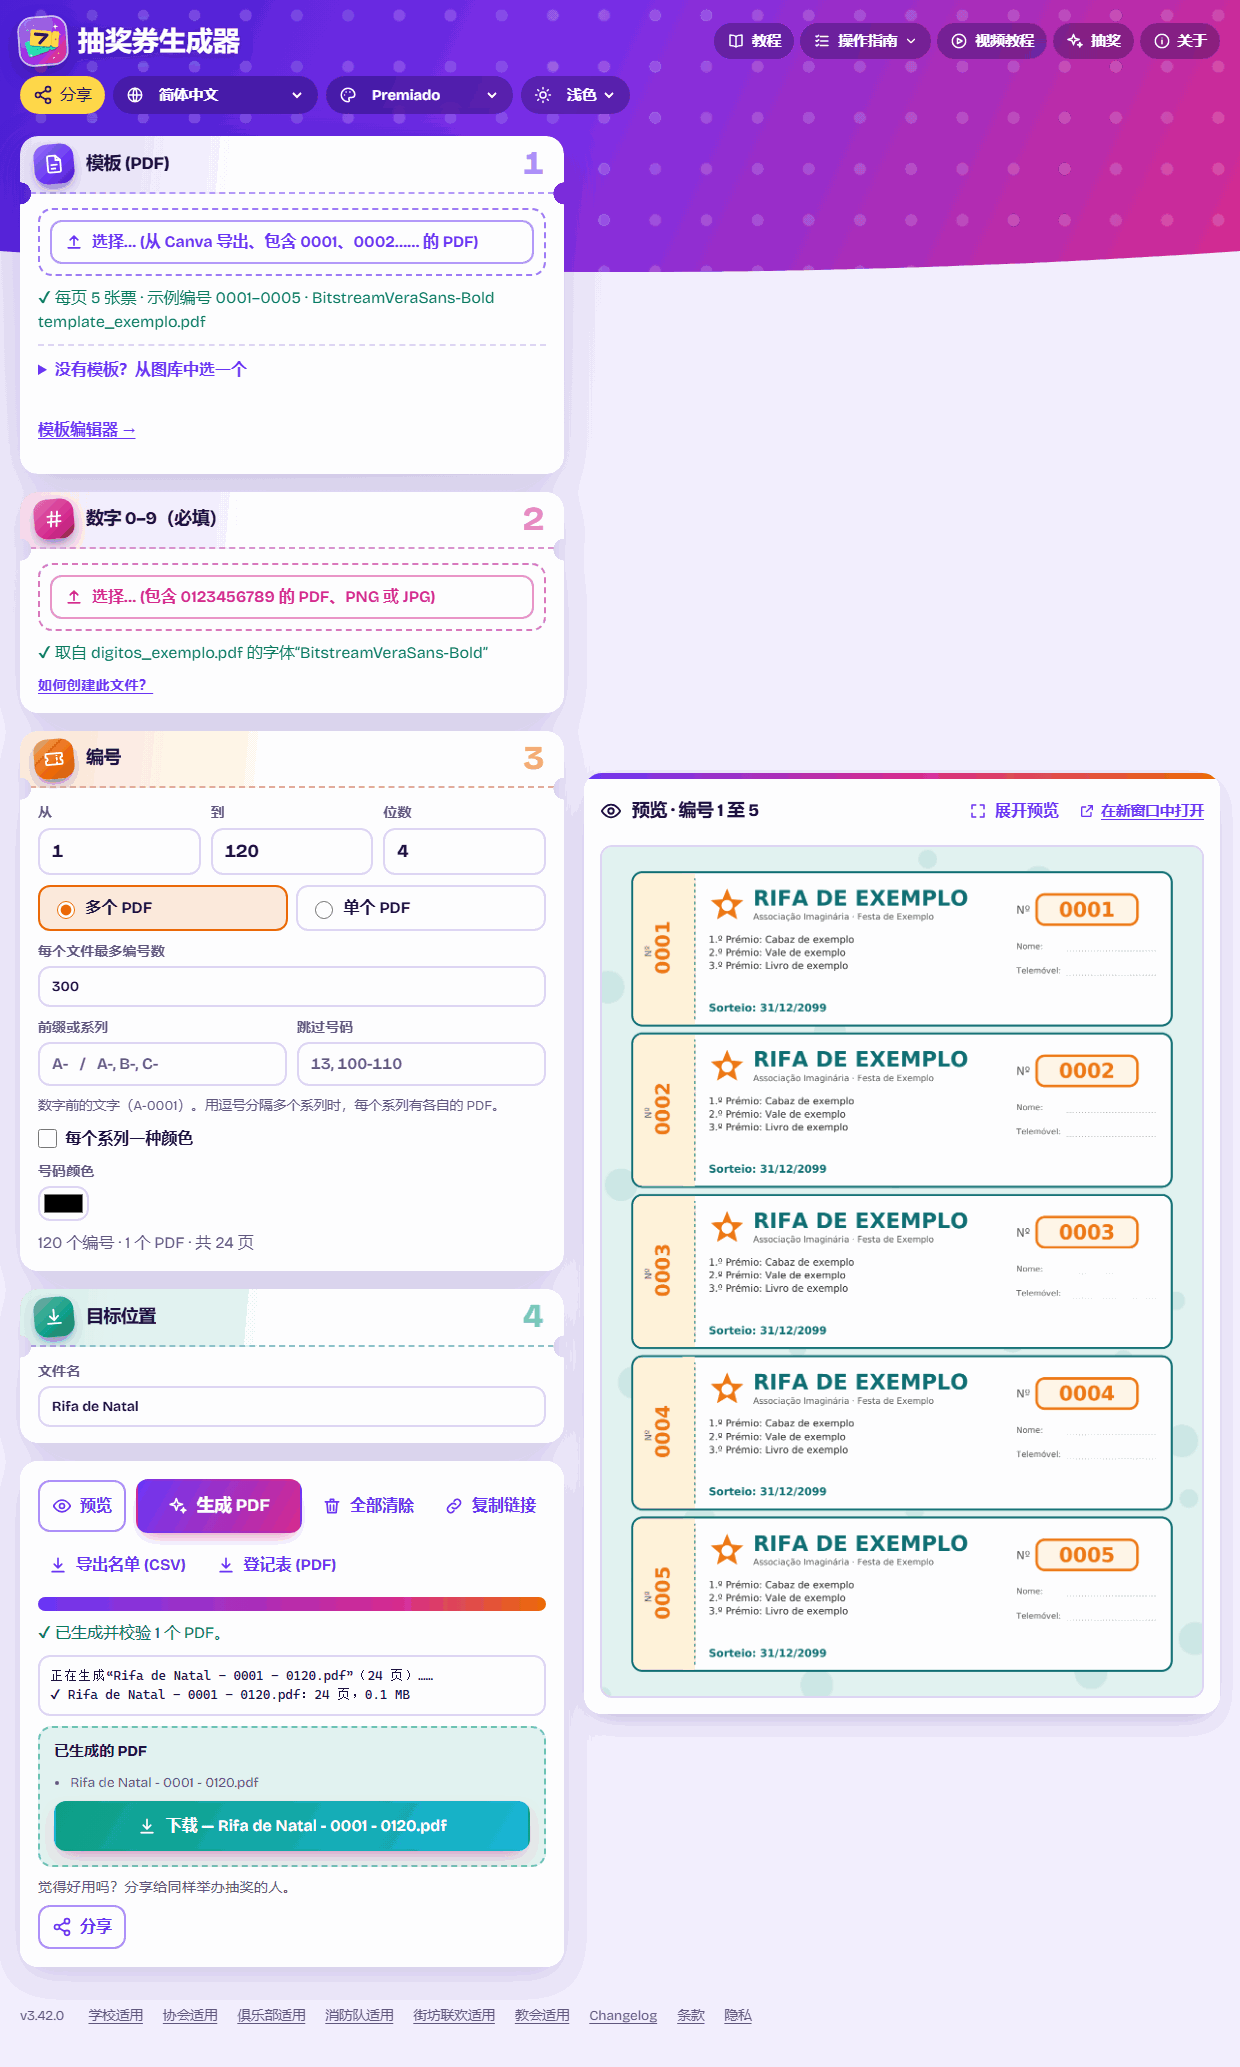 抽奖券生成器
教程
操作指南
视频教程
抽奖
关于
分享
简体中文
Premiado
浅色
模板 (PDF)
1
选择... (从 Canva 导出、包含 0001、0002…… 的 PDF)
✓ 每页 5 张票 · 示例编号 0001–0005 · BitstreamVeraSans-Bold
template_exemplo.pdf
没有模板？从图库中选一个
模板编辑器 →
数字 0–9（必填）
2
选择... (包含 0123456789 的 PDF、PNG 或 JPG)
✓ 取自 digitos_exemplo.pdf 的字体“BitstreamVeraSans-Bold”
如何创建此文件？
编号
3
从
到
位数
1
120
4
多个 PDF
单个 PDF
每个文件最多编号数
300
前缀或系列
跳过号码
A- / A-, B-, C-
13, 100-110
数字前的文字（A-0001）。用逗号分隔多个系列时，每个系列有各自的 PDF。
每个系列一种颜色
号码颜色
120 个编号 · 1 个 PDF · 共 24 页
目标位置
4
文件名
Rifa de Natal
预览
生成 PDF
全部清除
复制链接
导出名单 (CSV)
登记表 (PDF)
✓ 已生成并校验 1 个 PDF。
正在生成“Rifa de Natal - 0001 - 0120.pdf”（24 页）……
✓ Rifa de Natal - 0001 - 0120.pdf：24 页，0.1 MB
已生成的 PDF
• Rifa de Natal - 0001 - 0120.pdf
下载 — Rifa de Natal - 0001 - 0120.pdf
觉得好用吗？分享给同样举办抽奖的人。
分享
预览 · 编号 1 至 5
展开预览
在新窗口中打开
Nº 0001
RIFA DE EXEMPLO
Associação Imaginária · Festa de Exemplo
1.º Prémio: Cabaz de exemplo
2.º Prémio: Vale de exemplo
3.º Prémio: Livro de exemplo
Sorteio: 31/12/2099
Nº 0001
Nome:
Telemóvel:
Nº 0002
RIFA DE EXEMPLO
Associação Imaginária · Festa de Exemplo
1.º Prémio: Cabaz de exemplo
2.º Prémio: Vale de exemplo
3.º Prémio: Livro de exemplo
Sorteio: 31/12/2099
Nº 0002
Nome:
Telemóvel:
Nº 0003
RIFA DE EXEMPLO
Associação Imaginária · Festa de Exemplo
1.º Prémio: Cabaz de exemplo
2.º Prémio: Vale de exemplo
3.º Prémio: Livro de exemplo
Sorteio: 31/12/2099
Nº 0003
Nome:
Telemóvel:
Nº 0004
RIFA DE EXEMPLO
Associação Imaginária · Festa de Exemplo
1.º Prémio: Cabaz de exemplo
2.º Prémio: Vale de exemplo
3.º Prémio: Livro de exemplo
Sorteio: 31/12/2099
Nº 0004
Nome:
Telemóvel:
Nº 0005
RIFA DE EXEMPLO
Associação Imaginária · Festa de Exemplo
1.º Prémio: Cabaz de exemplo
2.º Prémio: Vale de exemplo
3.º Prémio: Livro de exemplo
Sorteio: 31/12/2099
Nº 0005
Nome:
Telemóvel:
v3.42.0 学校适用 协会适用 俱乐部适用 消防队适用 街坊联欢适用 教会适用 Changelog 条款 隐私